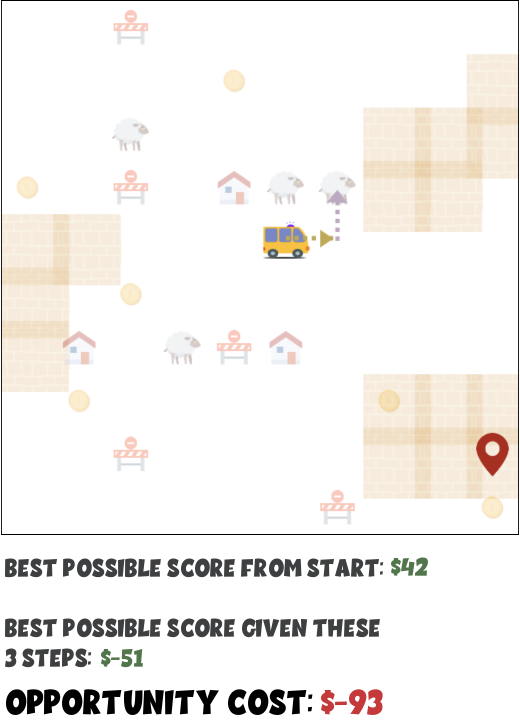 BEST POSSIBLE SCORE FROM START: $42
BEST POSSIBLE SCORE GIVEN THESE
3 STEPS: $-51
OPPORTUNITY COST: $-93